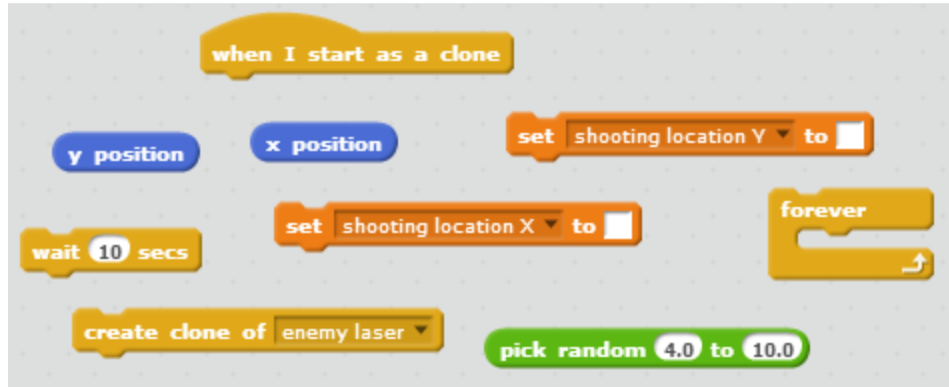 when I start as a clone
y position
x position
set shooting location Y to
set shooting location X to
forever
wait 10 secs
create clone of enemy laser
pick random 4.0 to 10.0